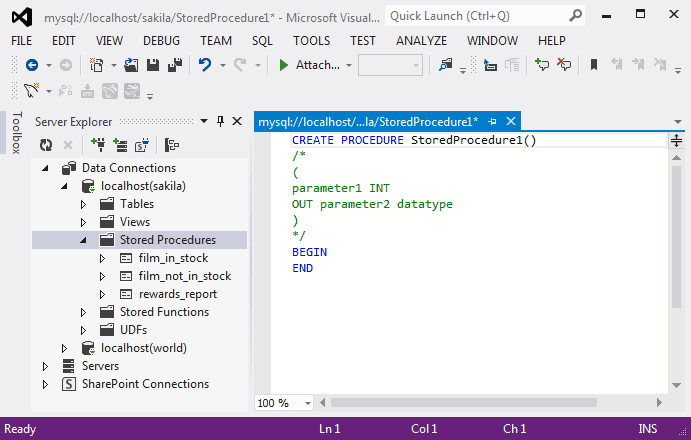 mysql://localhost/sakila/StoredProcedure1* - Microsoft Visual...
Quick Launch (Ctrl+Q)
FILE EDIT VIEW DEBUG TEAM SQL TOOLS TEST ANALYZE WINDOW HELP
Attach...
Toolbox
Server Explorer
mysql://localhost/...la/StoredProcedure1*
Data Connections
localhost(sakila)
Tables
Views
Stored Procedures
film_in_stock
film_not_in_stock
rewards_report
Stored Functions
UDFs
localhost(world)
Servers
SharePoint Connections
CREATE PROCEDURE StoredProcedure1()
/*
(
parameter1 INT
OUT parameter2 datatype
)
*/
BEGIN
END
100 %
Ready Ln 1 Col 1 Ch 1 INS